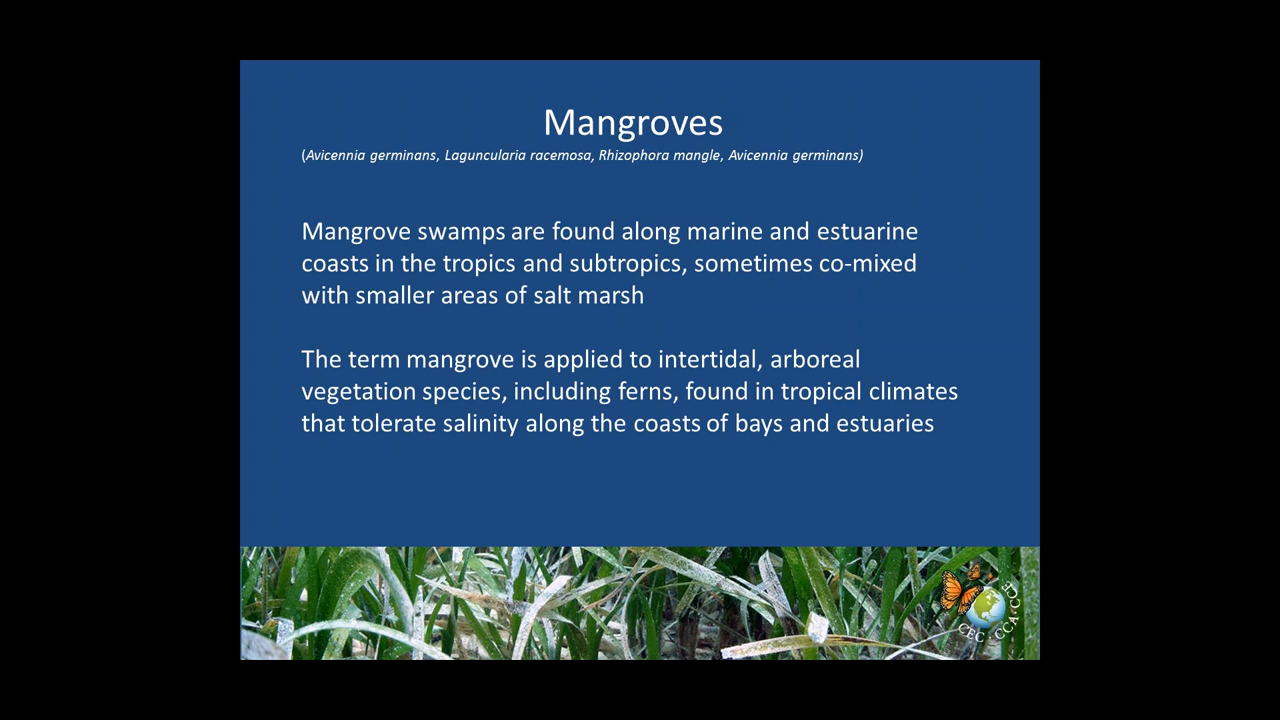 Mangroves
(Avicennia germinans, Laguncularia racemosa, Rhizophora mangle, Avicennia germinans)
Mangrove swamps are found along marine and estuarine
coasts in the tropics and subtropics, sometimes co-mixed
with smaller areas of salt marsh
The term mangrove is applied to intertidal, arboreal
vegetation species, including ferns, found in tropical climates
that tolerate salinity along the coasts of bays and estuaries
CEC·CCA·CCE